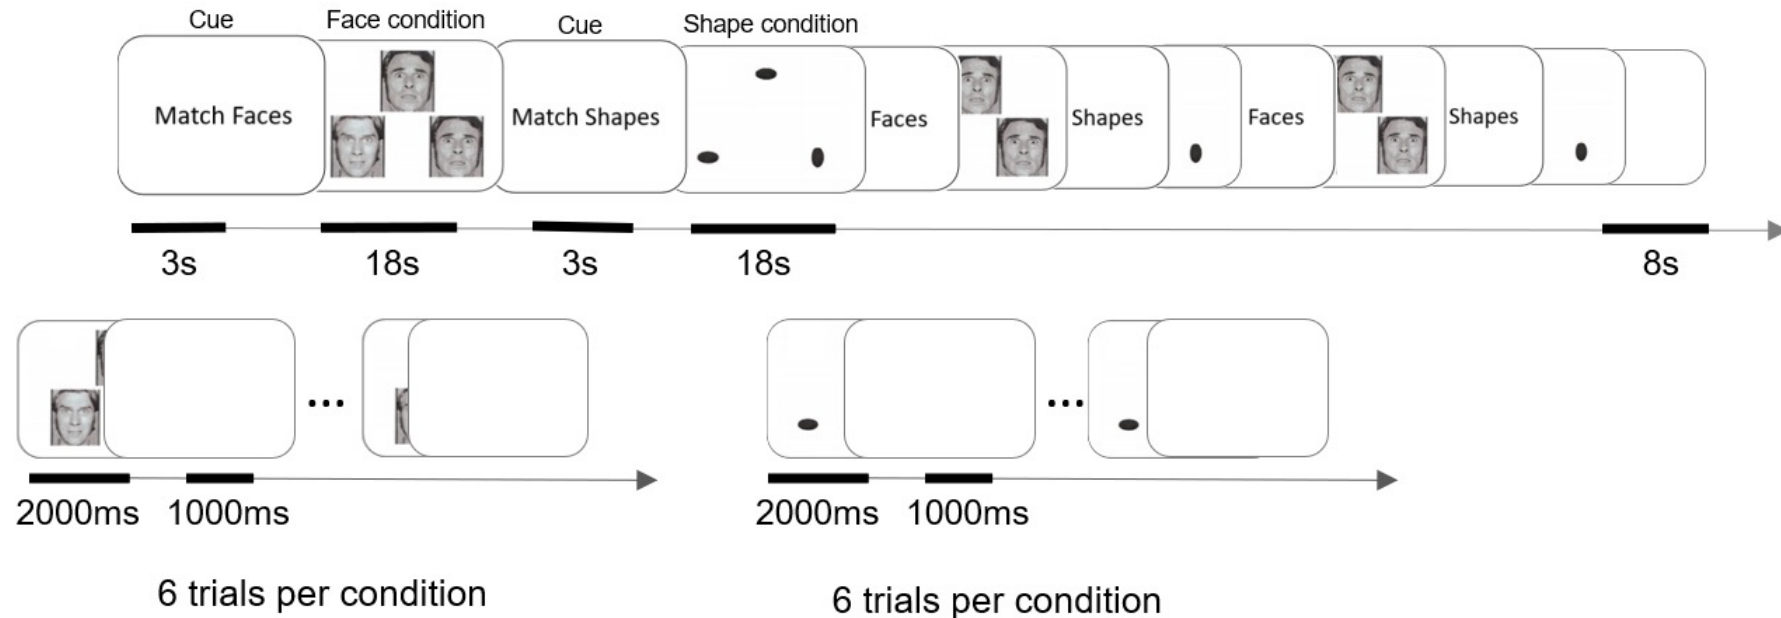 Cue
Face condition
Cue
Shape condition
Match Faces
Match Shapes
Faces
Shapes
Faces
Shapes
3s
18s
3s
18s
8s
...
...
2000ms
1000ms
2000ms
1000ms
6 trials per condition
6 trials per condition